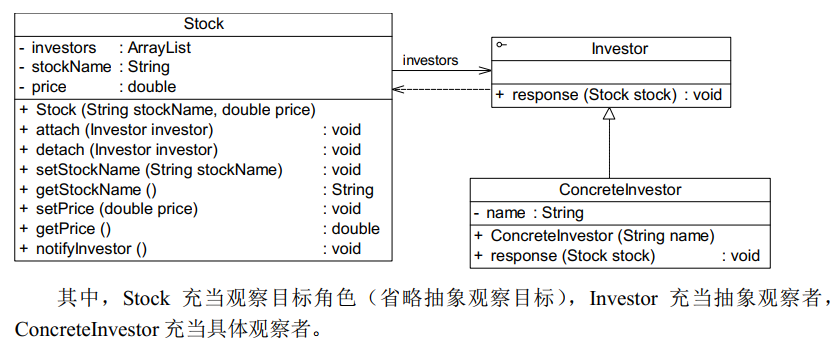 Stock
- investors : ArrayList
- stockName : String
- price : double
+ Stock (String stockName, double price)
+ attach (Investor investor) : void
+ detach (Investor investor) : void
+ setStockName (String stockName) : void
+ getStockName () : String
+ setPrice (double price) : void
+ getPrice () : double
+ notifyInvestor () : void
investors
Investor
+ response (Stock stock) : void
ConcreteInvestor
- name : String
+ ConcreteInvestor (String name)
+ response (Stock stock) : void
其中，Stock 充当观察目标角色（省略抽象观察目标），Investor 充当抽象观察者，
ConcreteInvestor 充当具体观察者。